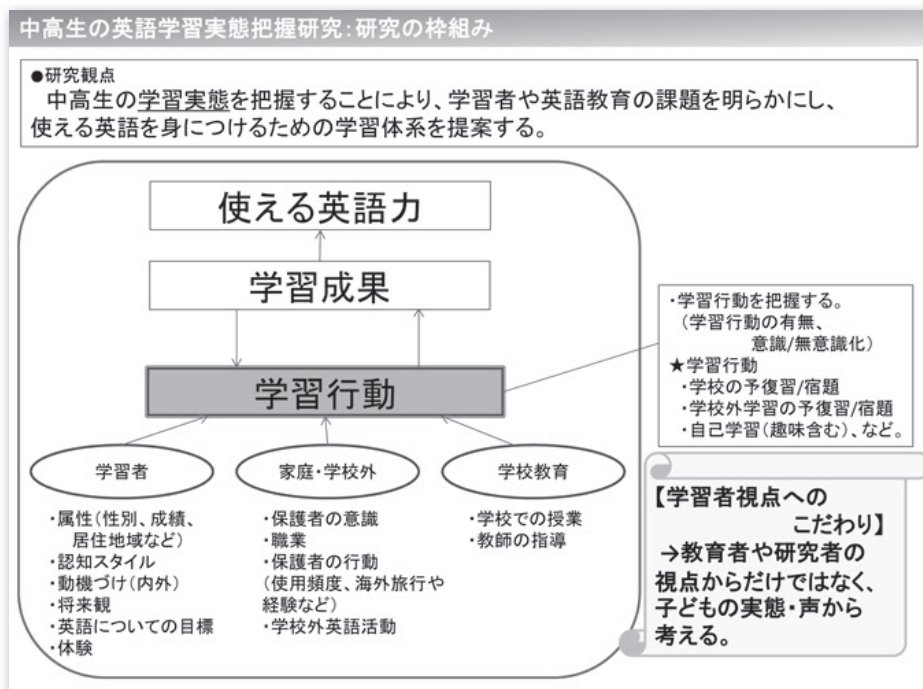 中高生の英語学習実態把握研究：研究の枠組み
●研究観点
中高生の学習実態を把握することにより、学習者や英語教育の課題を明らかにし、
使える英語を身につけるための学習体系を提案する。
使える英語力
学習成果
学習行動
・学習行動を把握する。
（学習行動の有無、
意識/無意識化）
★学習行動
・学校の予復習/宿題
・学校外学習の予復習/宿題
・自己学習（趣味含む）、など。
学習者
・属性（性別、成績、
居住地域など）
・認知スタイル
・動機づけ（内外）
・将来観
・英語についての目標
・体験
家庭・学校外
・保護者の意識
・職業
・保護者の行動
（使用頻度、海外旅行や
経験など）
・学校外英語活動
学校教育
・学校での授業
・教師の指導
【学習者視点への
こだわり】
→教育者や研究者の
視点からだけではなく、
子どもの実態・声から
考える。